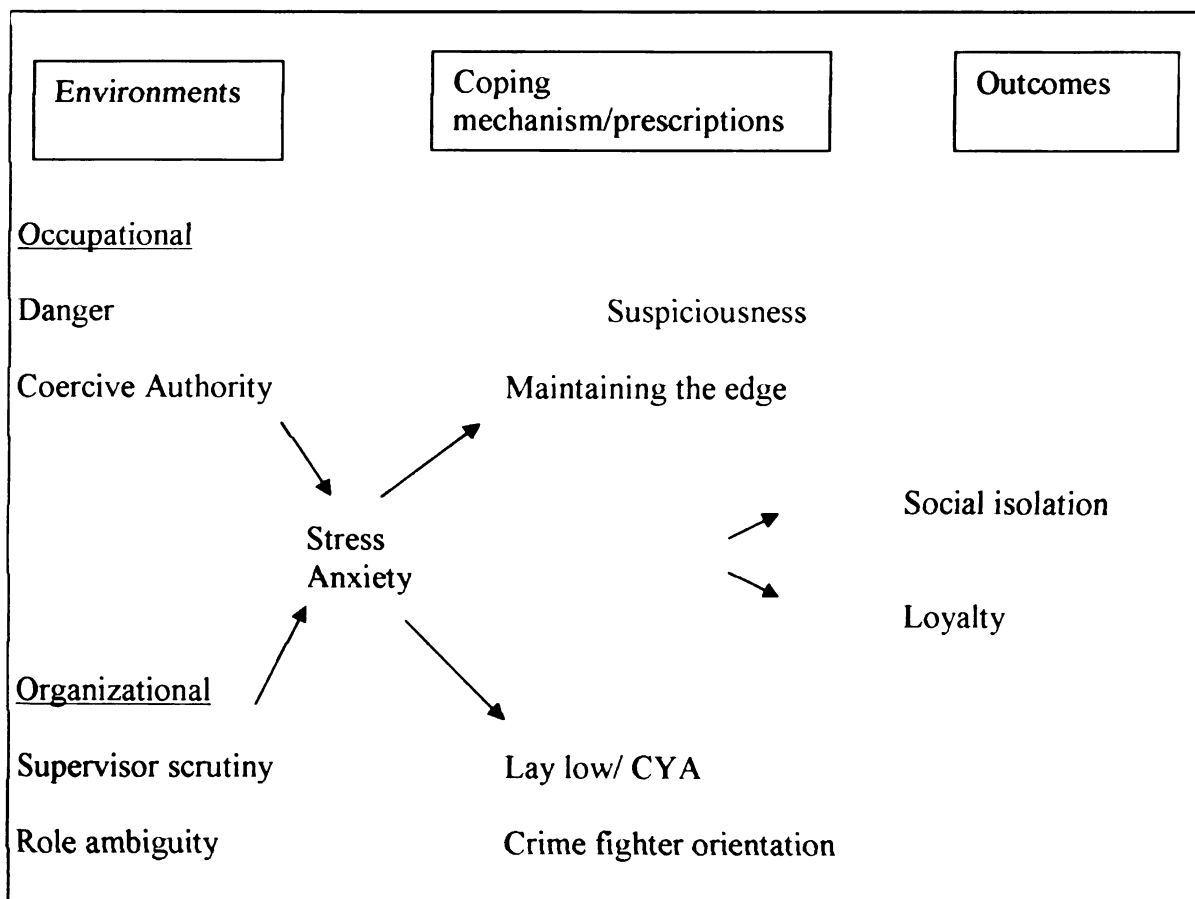 Environments
Coping
mechanism/prescriptions
Outcomes
Occupational
Danger
Suspiciousness
Coercive Authority
Maintaining the edge
Social isolation
Stress
Anxiety
Loyalty
Organizational
Supervisor scrutiny
Lay low/ CYA
Role ambiguity
Crime fighter orientation